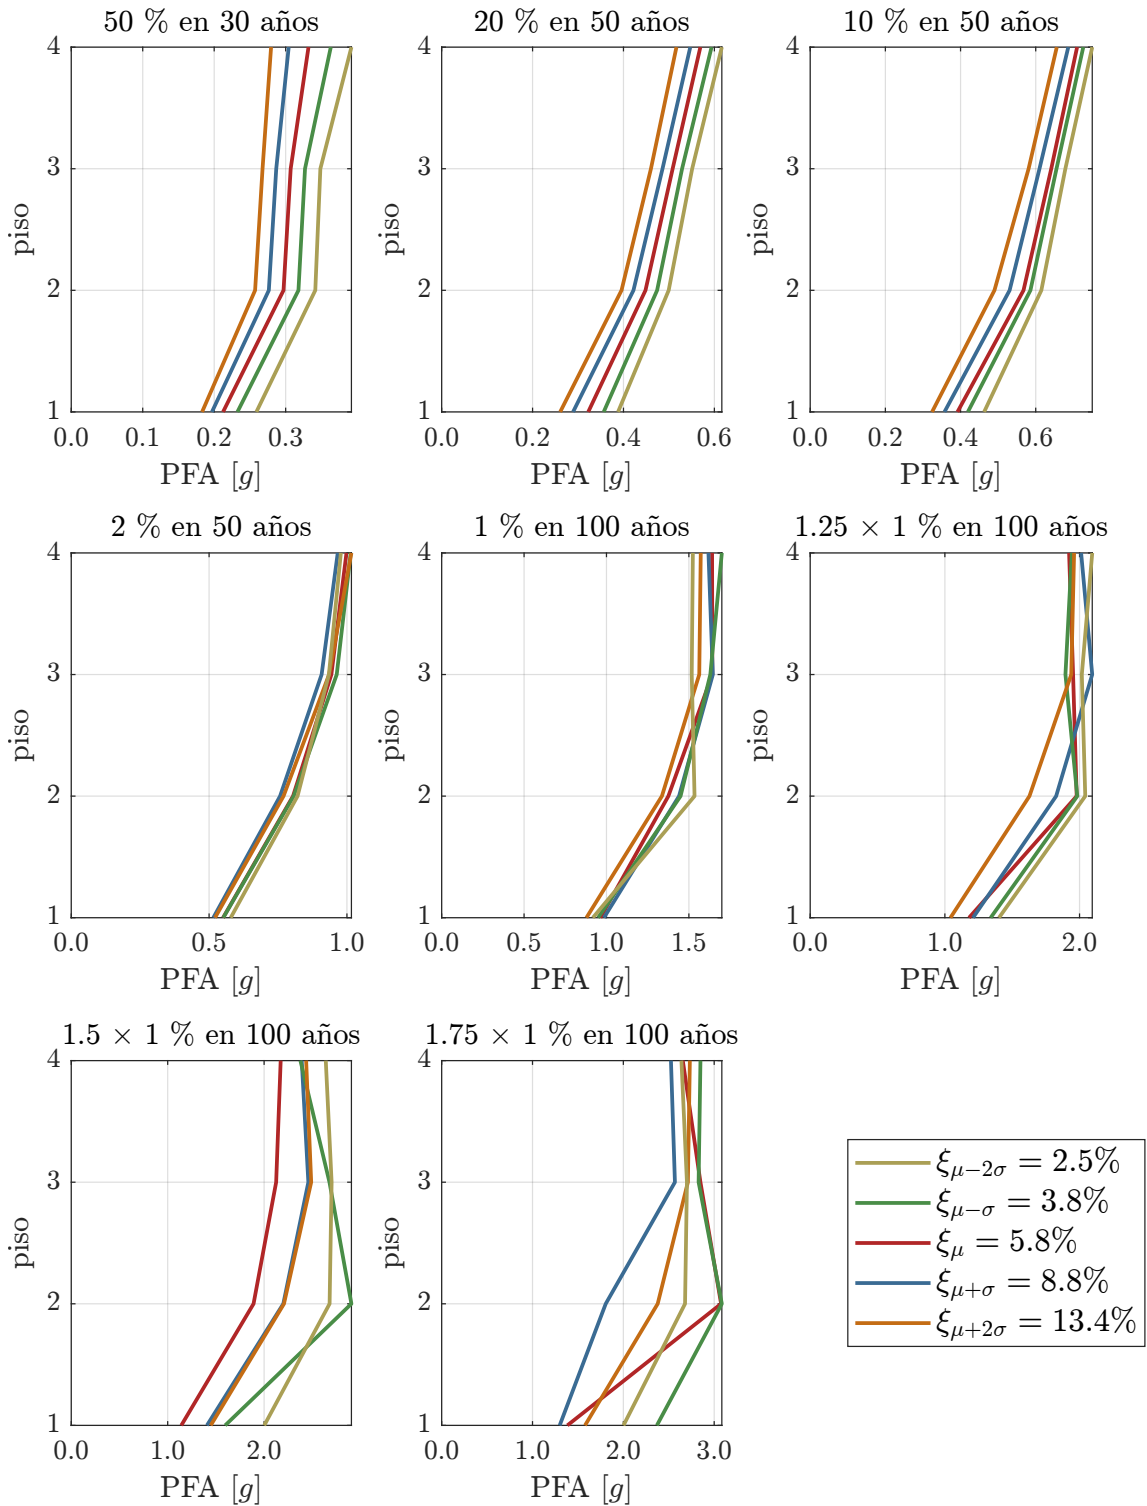 50 % en 30 años
20 % en 50 años
10 % en 50 años
4
3
2
1
piso
0.0 0.1 0.2 0.3
PFA [g]
4
3
2
1
piso
0.0 0.2 0.4 0.6
PFA [g]
4
3
2
1
piso
0.0 0.2 0.4 0.6
PFA [g]
2 % en 50 años
1 % en 100 años
1.25 × 1 % en 100 años
4
3
2
1
piso
0.0 0.5 1.0
PFA [g]
4
3
2
1
piso
0.0 1.0 1.5
PFA [g]
4
3
2
1
piso
0.0 1.0 2.0
PFA [g]
1.5 × 1 % en 100 años
1.75 × 1 % en 100 años
4
3
2
1
piso
0.0 1.0 2.0
PFA [g]
4
3
2
1
piso
0.0 1.0 2.0 3.0
PFA [g]
ξμ−2σ = 2.5%
ξμ−σ = 3.8%
ξμ = 5.8%
ξμ+σ = 8.8%
ξμ+2σ = 13.4%